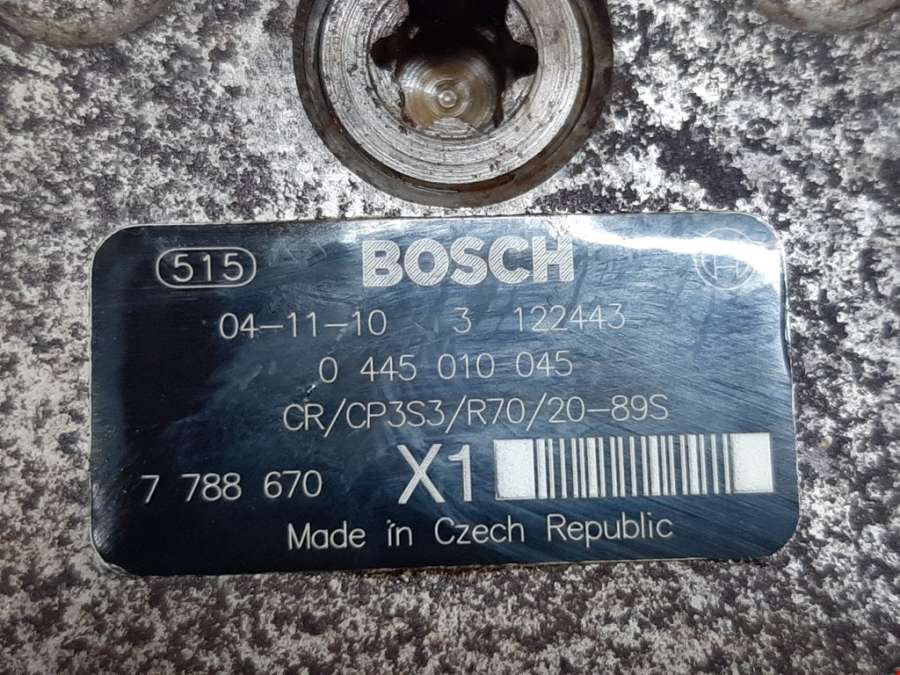 515 BOSCH
04-11-10 3 122443
0 445 010 045
CR/CP3S3/R70/20-89S
7 788 670 X1
Made in Czech Republic